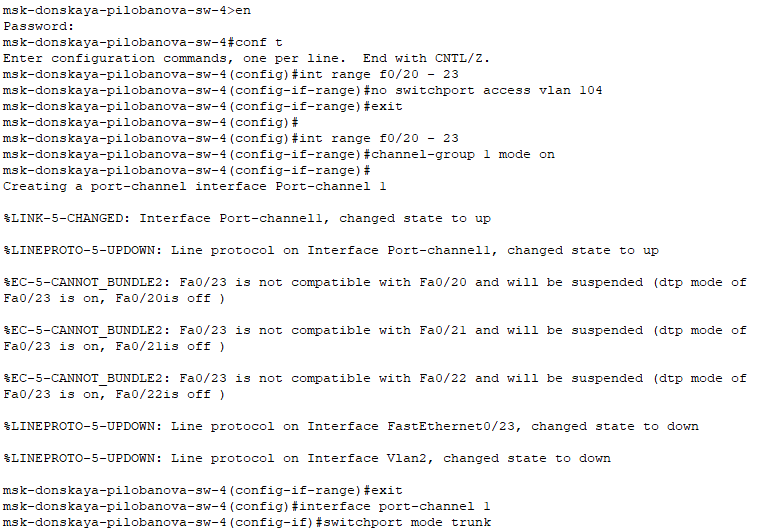 msk-donskaya-pilobanova-sw-4>en
Password:
msk-donskaya-pilobanova-sw-4#conf t
Enter configuration commands, one per line.  End with CNTL/Z.
msk-donskaya-pilobanova-sw-4(config)#int range f0/20 - 23
msk-donskaya-pilobanova-sw-4(config-if-range)#no switchport access vlan 104
msk-donskaya-pilobanova-sw-4(config-if-range)#exit
msk-donskaya-pilobanova-sw-4(config)#
msk-donskaya-pilobanova-sw-4(config)#int range f0/20 - 23
msk-donskaya-pilobanova-sw-4(config-if-range)#channel-group 1 mode on
msk-donskaya-pilobanova-sw-4(config-if-range)#
Creating a port-channel interface Port-channel 1

%LINK-5-CHANGED: Interface Port-channel1, changed state to up

%LINEPROTO-5-UPDOWN: Line protocol on Interface Port-channel1, changed state to up

%EC-5-CANNOT_BUNDLE2: Fa0/23 is not compatible with Fa0/20 and will be suspended (dtp mode of
Fa0/23 is on, Fa0/20is off )

%EC-5-CANNOT_BUNDLE2: Fa0/23 is not compatible with Fa0/21 and will be suspended (dtp mode of
Fa0/23 is on, Fa0/21is off )

%EC-5-CANNOT_BUNDLE2: Fa0/23 is not compatible with Fa0/22 and will be suspended (dtp mode of
Fa0/23 is on, Fa0/22is off )

%LINEPROTO-5-UPDOWN: Line protocol on Interface FastEthernet0/23, changed state to down

%LINEPROTO-5-UPDOWN: Line protocol on Interface Vlan2, changed state to down

msk-donskaya-pilobanova-sw-4(config-if-range)#exit
msk-donskaya-pilobanova-sw-4(config)#interface port-channel 1
msk-donskaya-pilobanova-sw-4(config-if)#switchport mode trunk